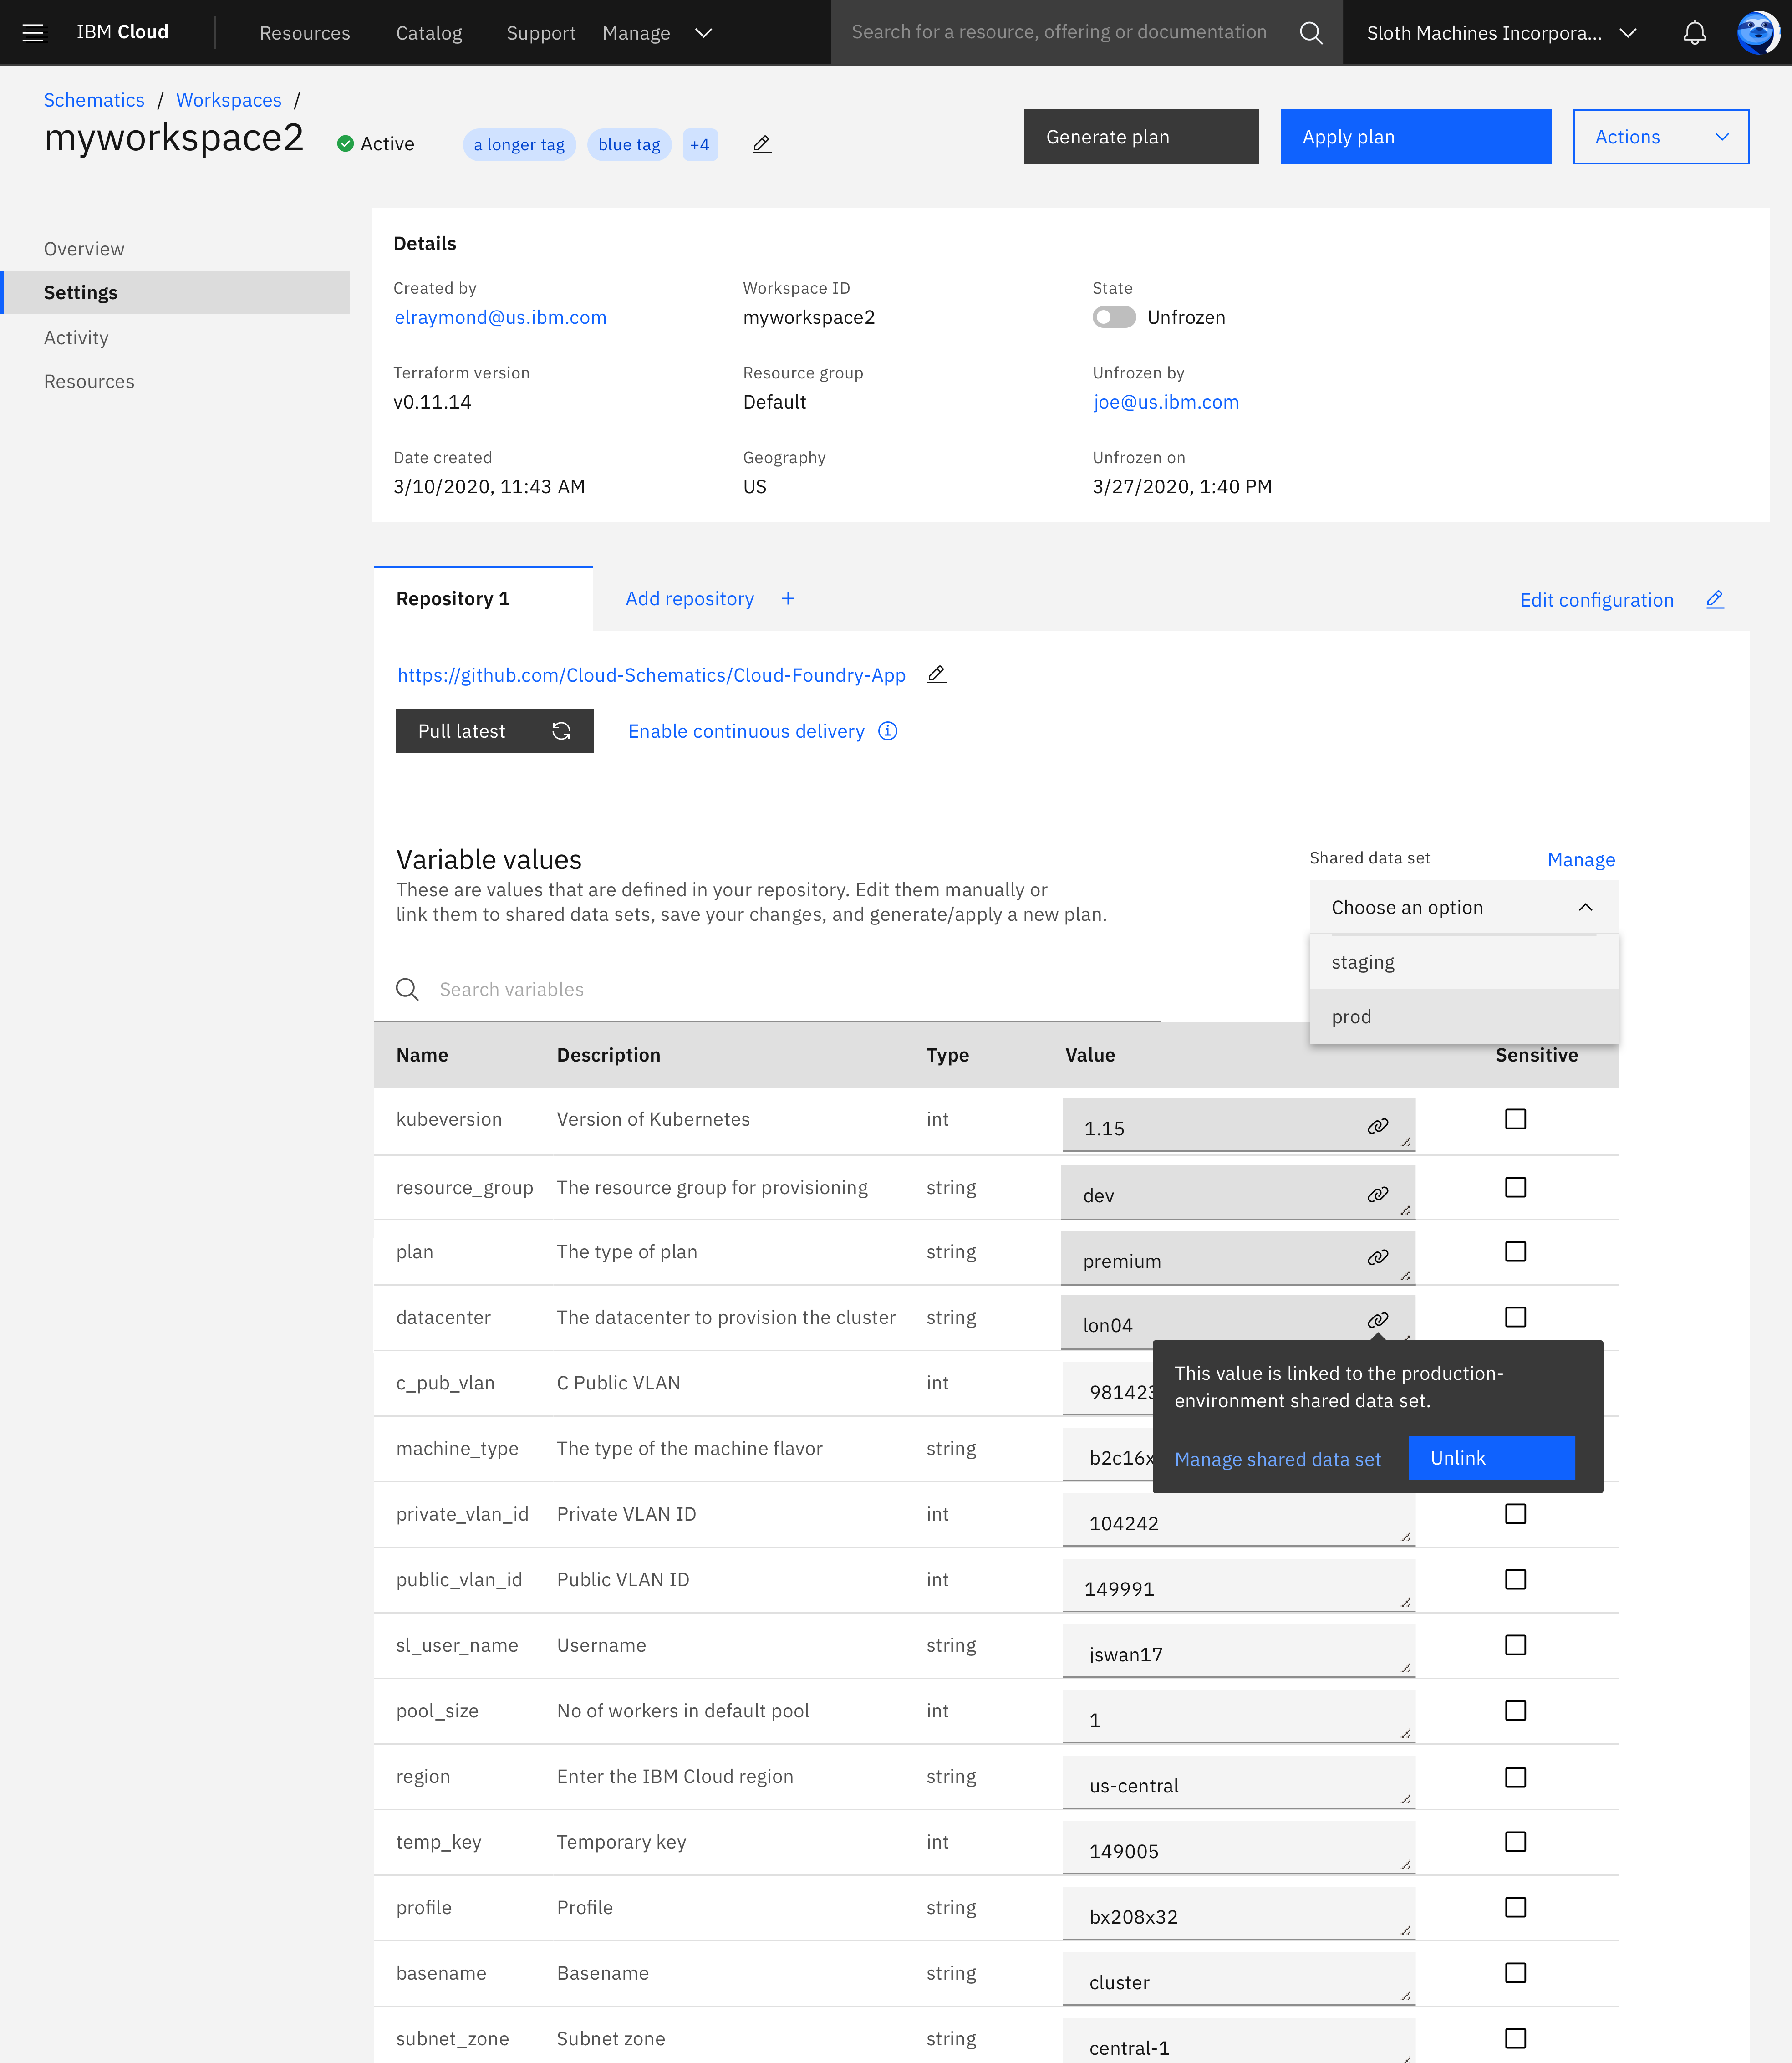 IBM Cloud
Resources
Catalog
Support
Manage
Search for a resource, offering or documentation
Sloth Machines Incorpora...
Schematics / Workspaces /
myworkspace2
Active
a longer tag
blue tag
+4
Generate plan
Apply plan
Actions
Overview
Settings
Activity
Resources
Details
Created by
elraymond@us.ibm.com
Workspace ID
myworkspace2
State
Unfrozen
Terraform version
v0.11.14
Resource group
Default
Unfrozen by
joe@us.ibm.com
Date created
3/10/2020, 11:43 AM
Geography
US
Unfrozen on
3/27/2020, 1:40 PM
Repository 1
Add repository +
Edit configuration
https://github.com/Cloud-Schematics/Cloud-Foundry-App
Pull latest
Enable continuous delivery
Variable values
These are values that are defined in your repository. Edit them manually or
link them to shared data sets, save your changes, and generate/apply a new plan.
Shared data set
Manage
Choose an option
staging
prod
Search variables
Name Description Type Value Sensitive
kubeversion Version of Kubernetes int 1.15
resource_group The resource group for provisioning string dev
plan The type of plan string premium
datacenter The datacenter to provision the cluster string lon04
c_pub_vlan C Public VLAN int 981423
machine_type The type of the machine flavor string b2c16x
This value is linked to the production-
environment shared data set.
Manage shared data set
Unlink
private_vlan_id Private VLAN ID int 104242
public_vlan_id Public VLAN ID int 149991
sl_user_name Username string jswan17
pool_size No of workers in default pool int 1
region Enter the IBM Cloud region string us-central
temp_key Temporary key int 149005
profile Profile string bx208x32
basename Basename string cluster
subnet_zone Subnet zone string central-1